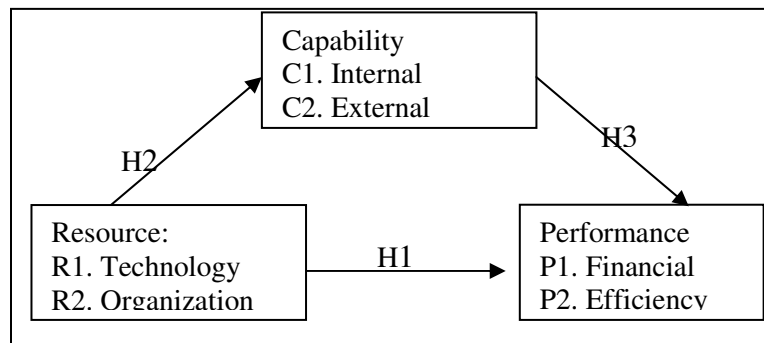 Capability
C1. Internal
C2. External
H2
H3
Resource:
R1. Technology
R2. Organization
H1
Performance
P1. Financial
P2. Efficiency